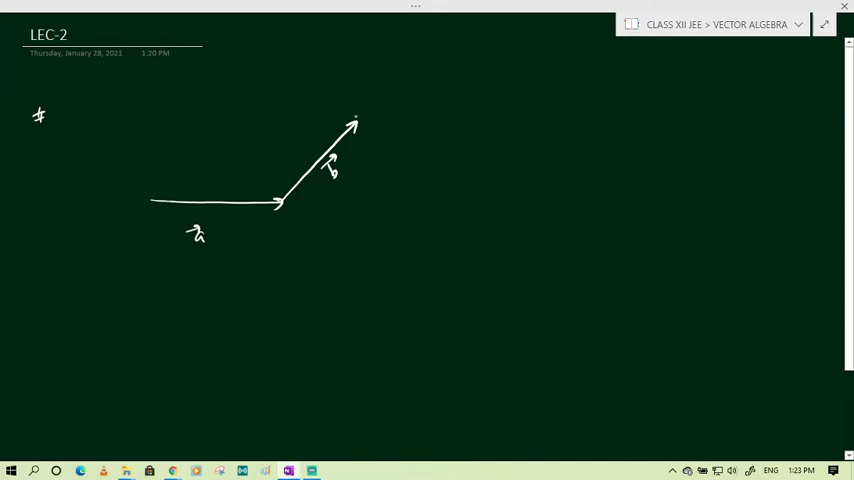 CLASS XII JEE > VECTOR ALGEBRA
LEC-2
Thursday, January 28, 2021 1:20 PM
#
b
a
ENG 1:23 PM